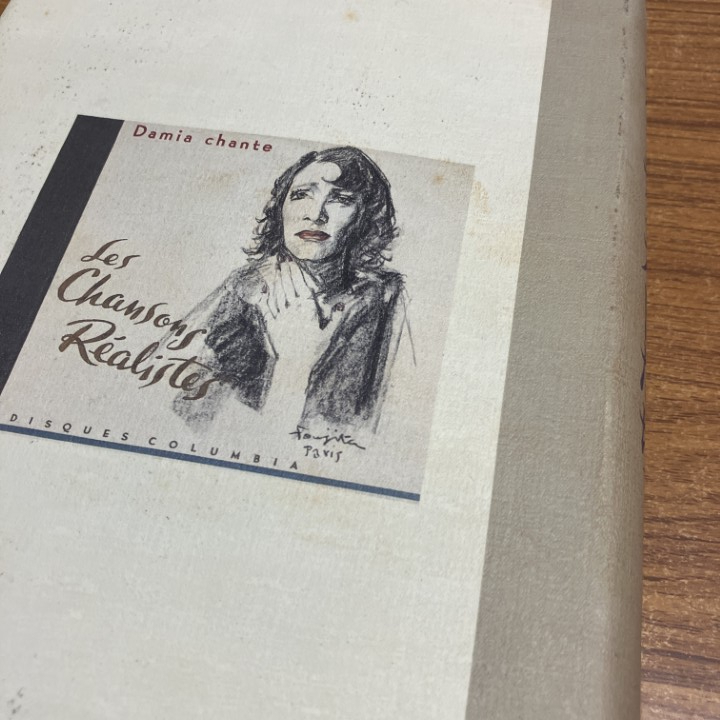 Damia chante
Les
Chansons
Réalistes
DISQUES COLUMBIA
Foujita
Paris